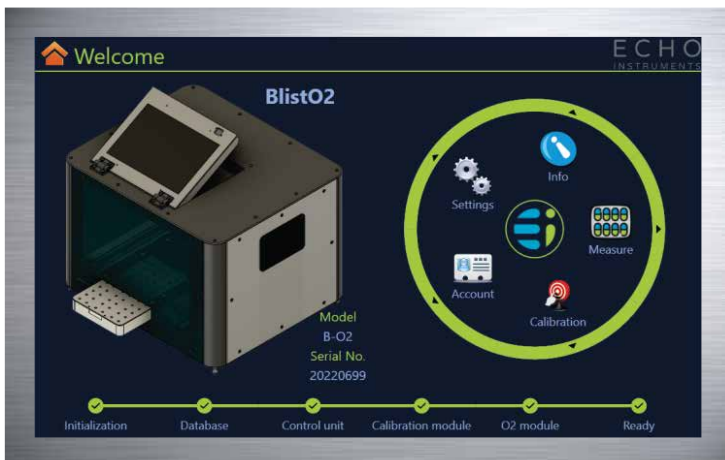 Welcome
ECHO
INSTRUMENTS
BlistO2
Info
Settings
Measure
Account
Calibration
Model
B-O2
Serial No.
20220699
Initialization
Database
Control unit
Calibration module
O2 module
Ready